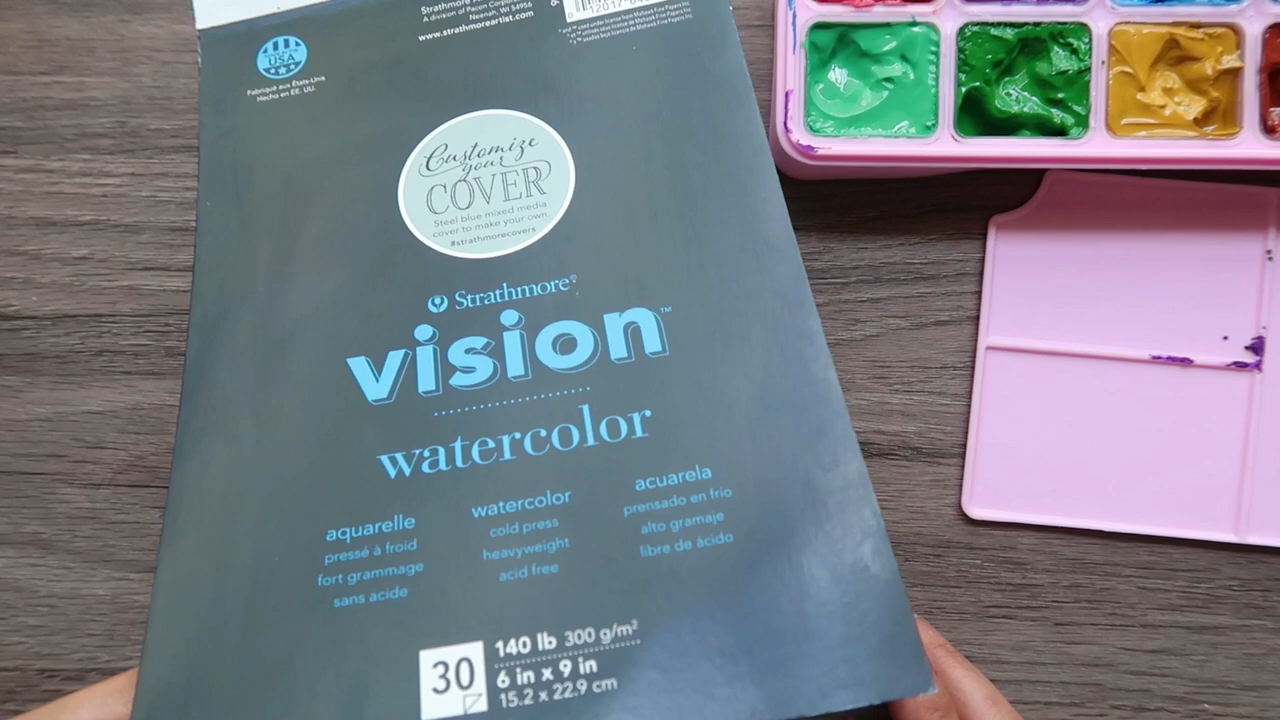 A division of Pacon Corporation
Neenah, WI 54956
www.strathmoreartist.com
USA
Fabriqué aux États-Unis
Hecho en EE. UU.
Customize
your
COVER
Steel blue mixed media
cover to make your own.
#strathmorecovers
Strathmore®
vision™
watercolor
aquarelle
pressé à froid
fort grammage
sans acide
watercolor
cold press
heavyweight
acid free
acuarela
prensado en frio
alto gramaje
libre de ácido
30
140 lb 300 g/m²
6 in x 9 in
15.2 x 22.9 cm